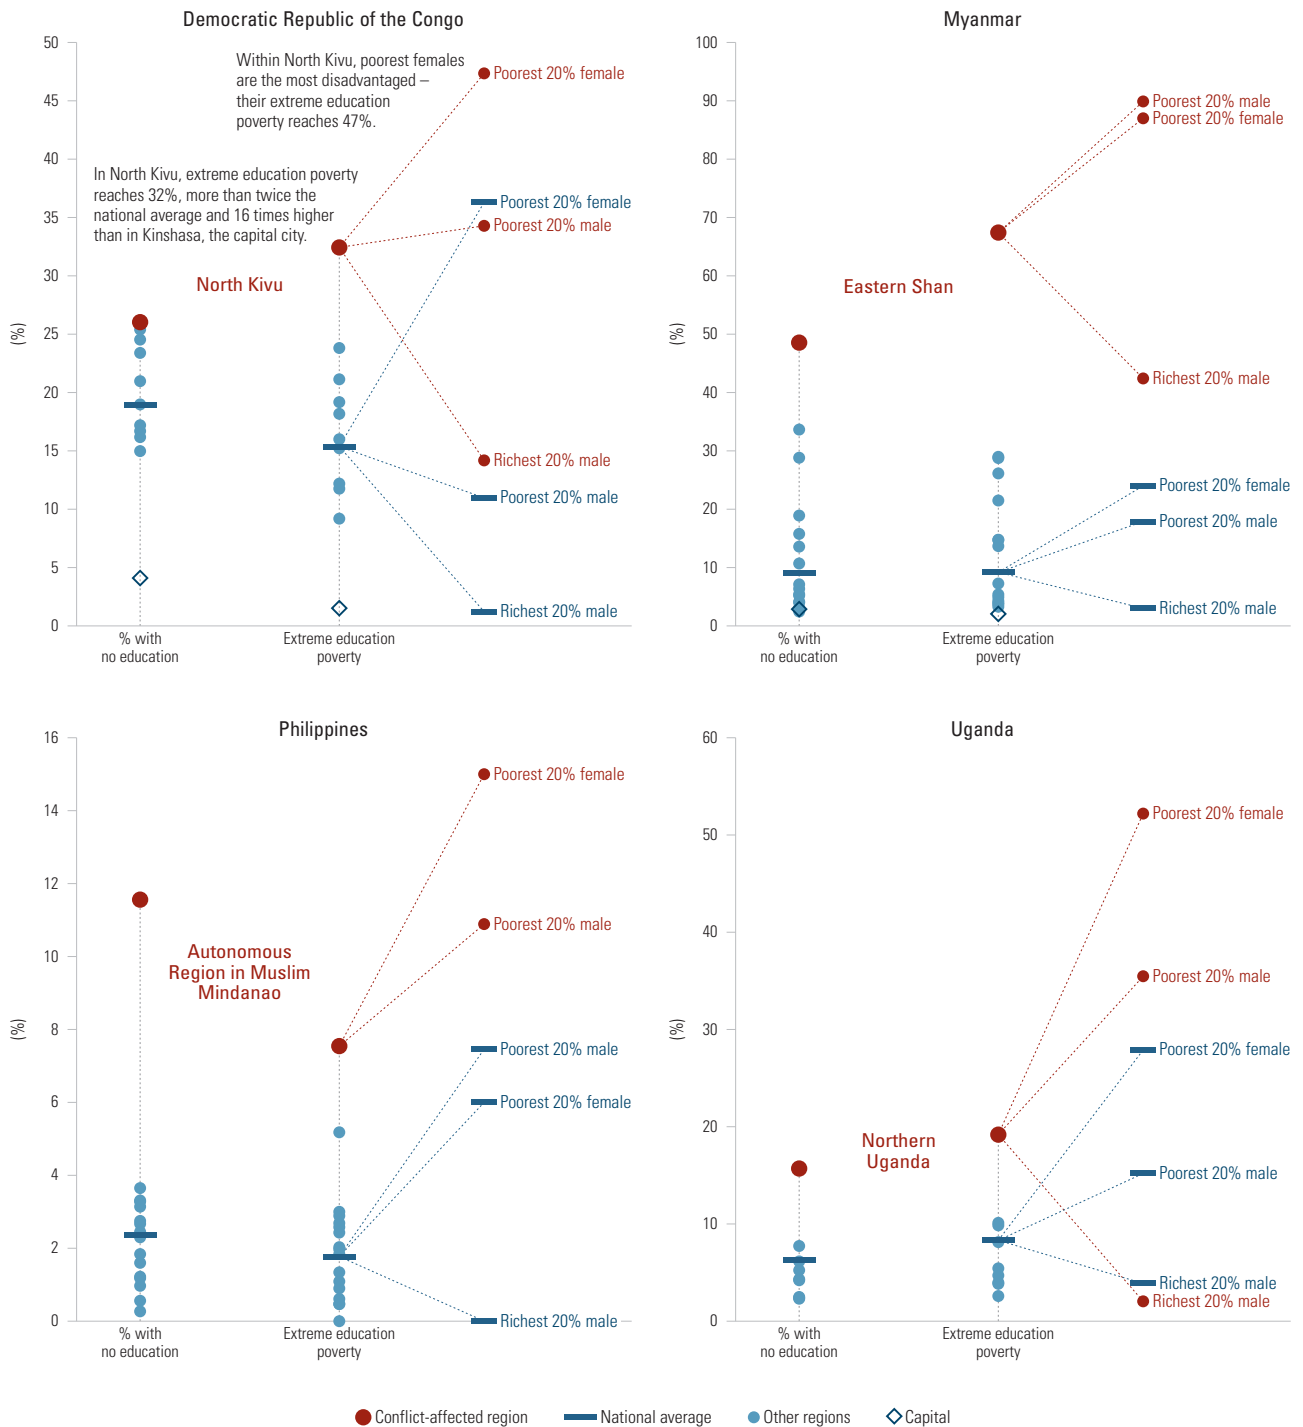 Democratic Republic of the Congo
50
45
40
35
30
25
20
15
10
5
0
(%)
Within North Kivu, poorest females
are the most disadvantaged –
their extreme education
poverty reaches 47%.
In North Kivu, extreme education poverty
reaches 32%, more than twice the
national average and 16 times higher
than in Kinshasa, the capital city.
North Kivu
Poorest 20% female
Poorest 20% female
Poorest 20% male
Richest 20% male
Poorest 20% male
Richest 20% male
% with
no education
Extreme education
poverty
Myanmar
100
90
80
70
60
50
40
30
20
10
0
(%)
Eastern Shan
Poorest 20% male
Poorest 20% female
Richest 20% male
Poorest 20% female
Poorest 20% male
Richest 20% male
% with
no education
Extreme education
poverty
Philippines
16
14
12
10
8
6
4
2
0
(%)
Autonomous
Region in Muslim
Mindanao
Poorest 20% female
Poorest 20% male
Poorest 20% male
Poorest 20% female
Richest 20% male
% with
no education
Extreme education
poverty
Uganda
60
50
40
30
20
10
0
(%)
Northern
Uganda
Poorest 20% female
Poorest 20% male
Poorest 20% female
Poorest 20% male
Richest 20% male
Richest 20% male
% with
no education
Extreme education
poverty
Conflict-affected region
National average
Other regions
Capital